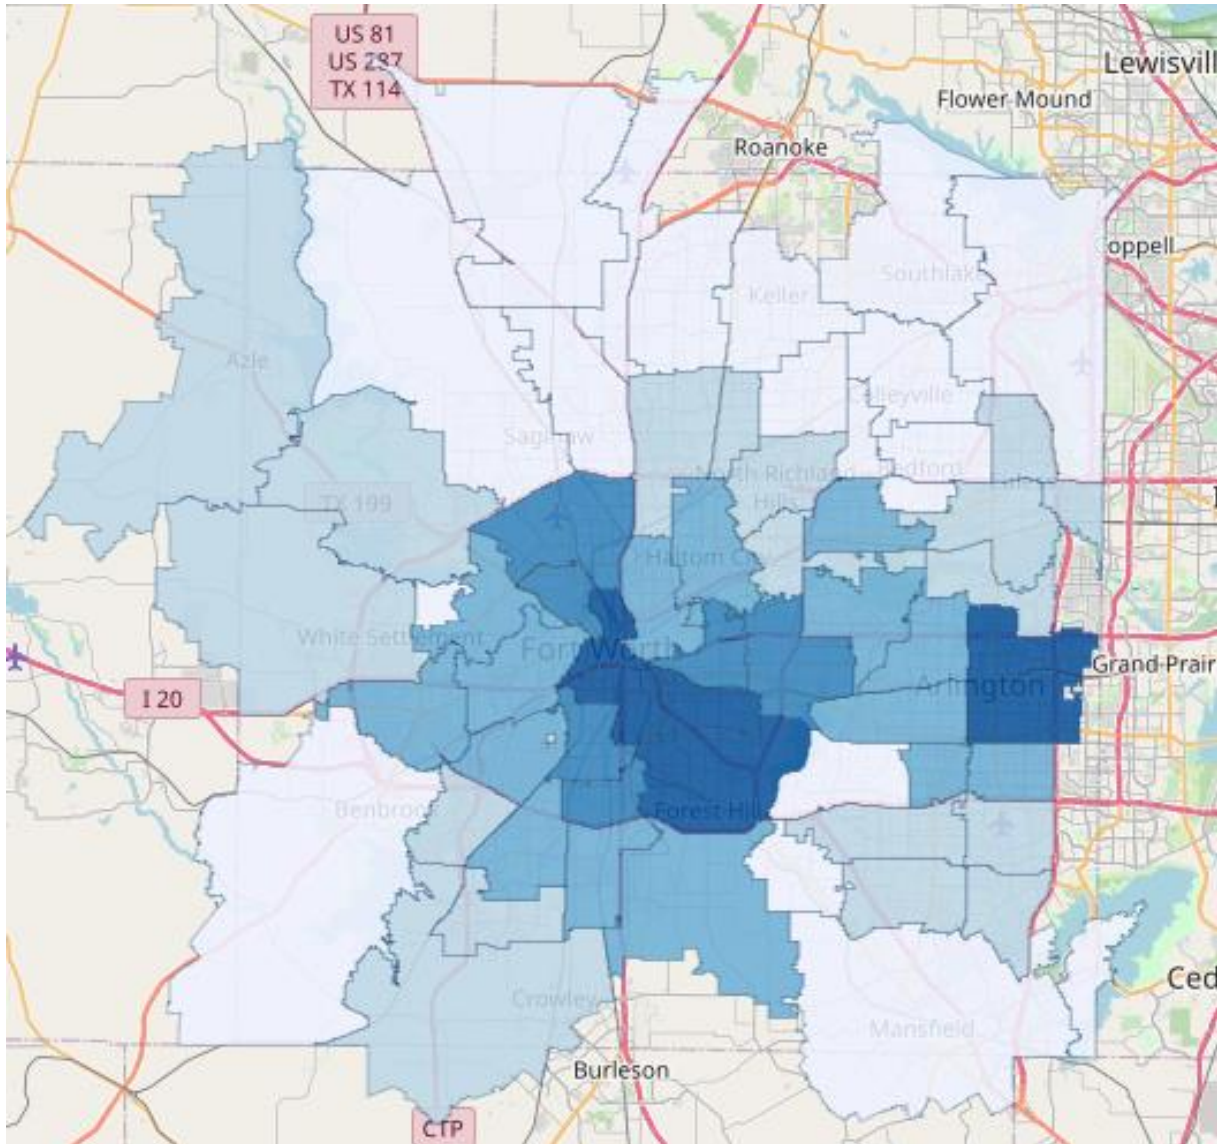 US 81
US 287
TX 114
Lewisvill
Flower Mound
Roanoke
oppell
Southlake
Keller
Azle
Colleyville
Saginaw
North Richland
Hills
Bedford
TX 199
Haltom City
White Settlement
Fort Worth
Grand Prair
Arlington
I 20
Benbrook
Forest Hill
Crowley
Ced
Mansfield
Burleson
CTP